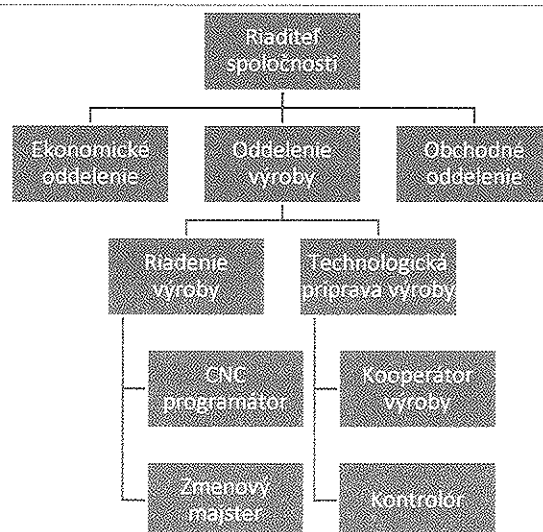 Riaditeľ
spoločnosti
Ekonomické
oddelenie
Oddelenie
výroby
Obchodné
oddelenie
Riadenie
výroby
Technologická
príprava výroby
CNC
programátor
Kooperátor
výroby
Zmenový
majster
Kontrolór